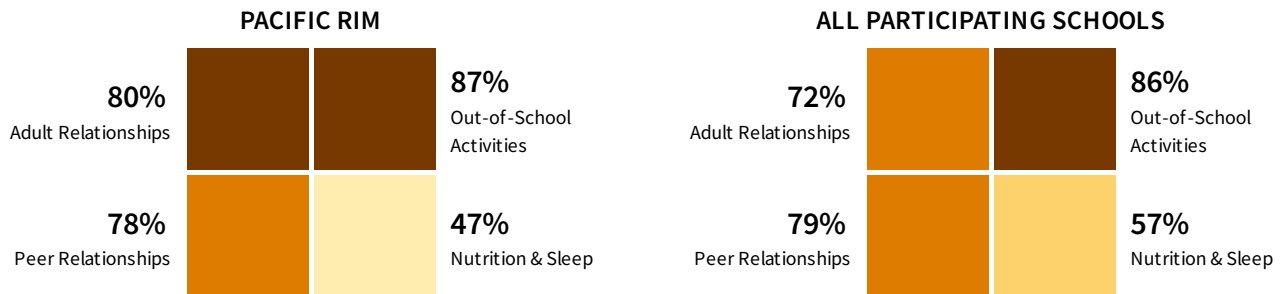 PACIFIC RIM
80%
Adult Relationships
87%
Out-of-School
Activities
78%
Peer Relationships
47%
Nutrition & Sleep
ALL PARTICIPATING SCHOOLS
72%
Adult Relationships
86%
Out-of-School
Activities
79%
Peer Relationships
57%
Nutrition & Sleep